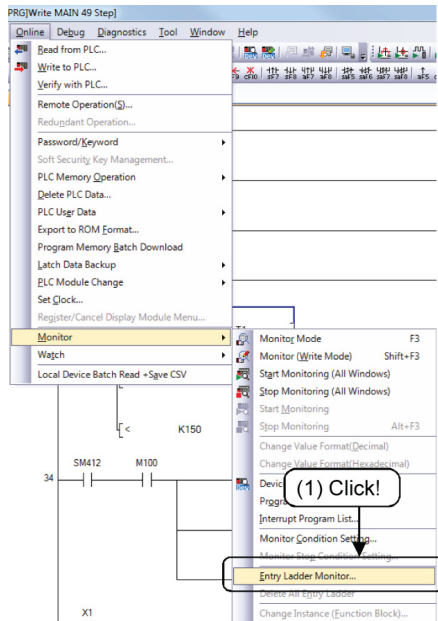 PRG]Write MAIN 49 Step]
Online Debug Diagnostics Tool Window Help
Read from PLC...
Write to PLC...
Verify with PLC...
Remote Operation(S)...
Redundant Operation...
Password/Keyword
Soft Security Key Management...
PLC Memory Operation
Delete PLC Data...
PLC User Data
Export to ROM Format...
Program Memory Batch Download
Latch Data Backup
PLC Module Change
Set Clock...
Register/Cancel Display Module Menu...
Monitor
Watch
Local Device Batch Read +Save CSV
Monitor Mode F3
Monitor (Write Mode) Shift+F3
Start Monitoring (All Windows)
Stop Monitoring (All Windows)
Start Monitoring
Stop Monitoring Alt+F3
Change Value Format(Decimal)
Change Value Format(Hexadecimal)
Devic
(1) Click!
Progra
Interrupt Program List...
Monitor Condition Setting...
Monitor Stop Condition Setting...
Entry Ladder Monitor...
Delete All Entry Ladder
Change Instance (Function Block)...
< K150
SM412 M100
34
X1